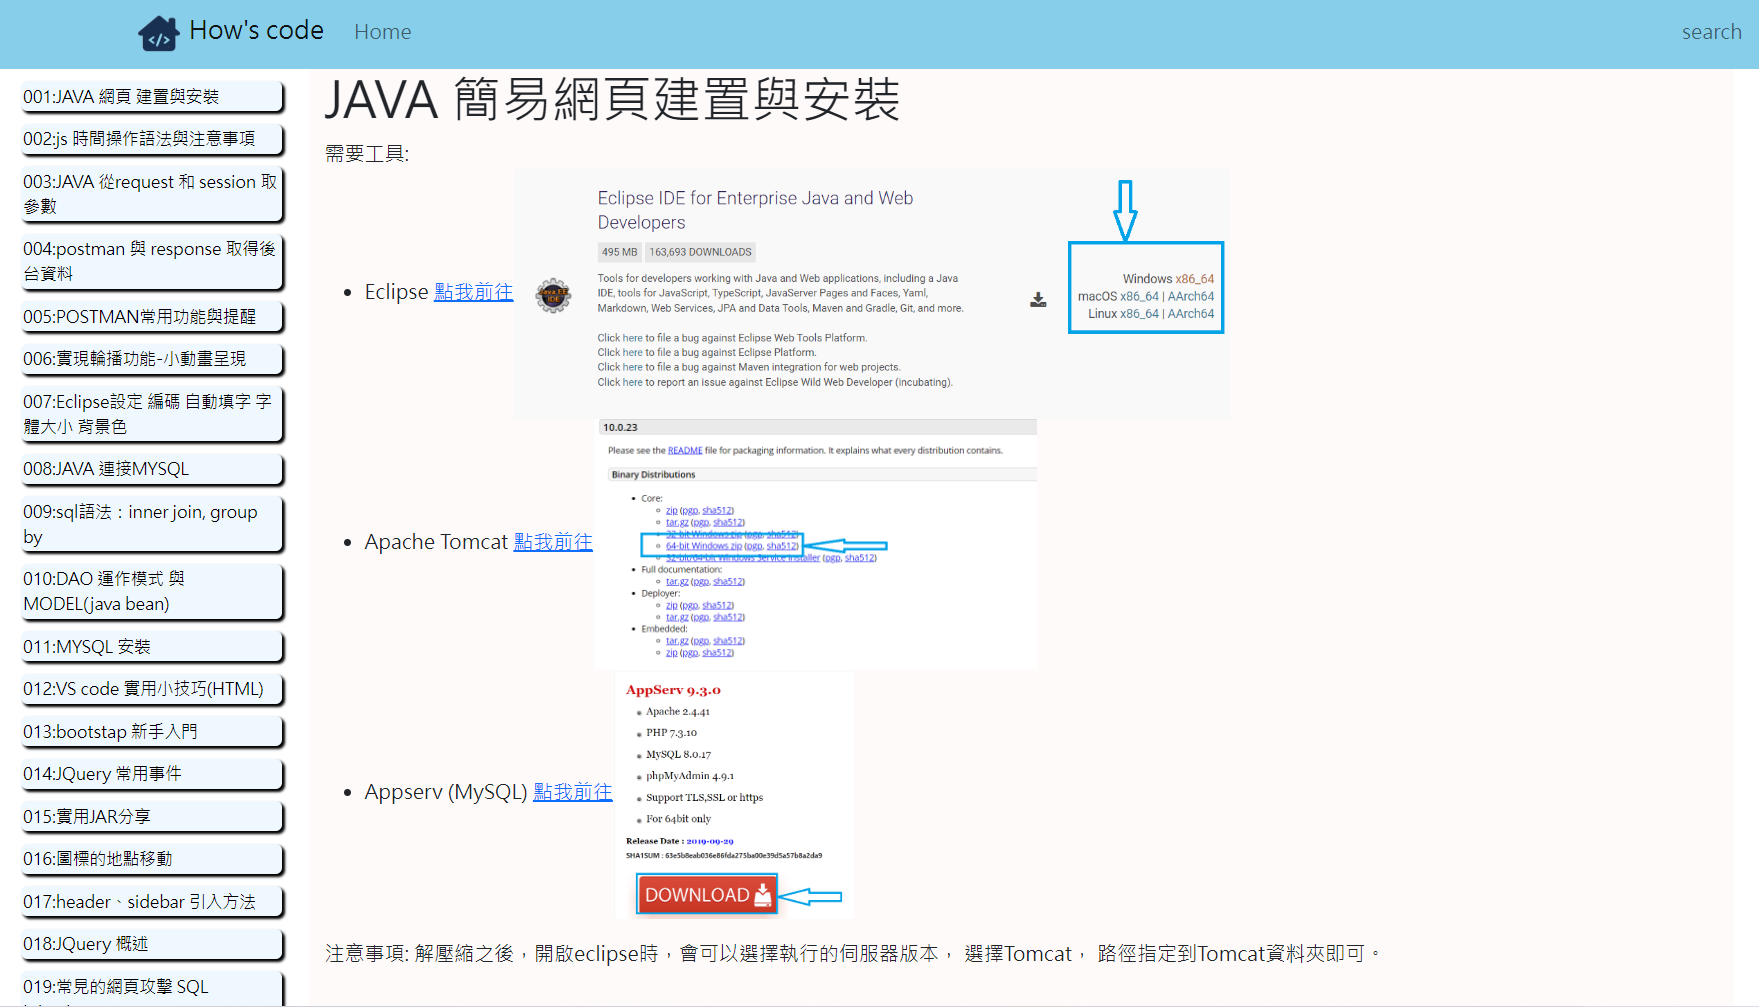 How's code
Home
search
001:JAVA 網頁 建置與安裝
002:js 時間操作語法與注意事項
003:JAVA 從request 和 session 取
參數
004:postman 與 response 取得後
台資料
005:POSTMAN常用功能與提醒
006:實現輪播功能-小動畫呈現
007:Eclipse設定 編碼 自動填字 字
體大小 背景色
008:JAVA 連接MYSQL
009:sql語法：inner join, group
by
010:DAO 運作模式 與
MODEL(java bean)
011:MYSQL 安裝
012:VS code 實用小技巧(HTML)
013:bootstap 新手入門
014:JQuery 常用事件
015:實用JAR分享
016:圖標的地點移動
017:header、sidebar 引入方法
018:JQuery 概述
019:常見的網頁攻擊 SQL
JAVA 簡易網頁建置與安裝
需要工具:
Eclipse 點我前往
Eclipse IDE for Enterprise Java and Web
Developers
495 MB 163,693 DOWNLOADS
Tools for developers working with Java and Web applications, including a Java
IDE, tools for JavaScript, TypeScript, JavaServer Pages and Faces, Yaml,
Markdown, Web Services, JPA and Data Tools, Maven and Gradle, Git, and more.
Click here to file a bug against Eclipse Web Tools Platform.
Click here to file a bug against Eclipse Platform.
Click here to file a bug against Maven integration for web projects.
Click here to report an issue against Eclipse Wild Web Developer (incubating).
Java EE
IDE
Windows x86_64
macOS x86_64 | AArch64
Linux x86_64 | AArch64
Apache Tomcat 點我前往
10.0.23
Please see the README file for packaging information. It explains what every distribution contains.
Binary Distributions
Core:
zip (pgp, sha512)
tar.gz (pgp, sha512)
32-bit Windows zip (pgp, sha512)
64-bit Windows zip (pgp, sha512)
32-bit/64-bit Windows Service Installer (pgp, sha512)
Full documentation:
tar.gz (pgp, sha512)
Deployer:
zip (pgp, sha512)
tar.gz (pgp, sha512)
Embedded:
tar.gz (pgp, sha512)
zip (pgp, sha512)
Appserv (MySQL) 點我前往
AppServ 9.3.0
Apache 2.4.41
PHP 7.3.10
MySQL 8.0.17
phpMyAdmin 4.9.1
Support TLS,SSL or https
For 64bit only
Release Date : 2019-09-29
SHA1SUM : 63e5b8eab036e86fda275ba00e39d5a57b8a2da9
DOWNLOAD
注意事項: 解壓縮之後，開啟eclipse時，會可以選擇執行的伺服器版本， 選擇Tomcat， 路徑指定到Tomcat資料夾即可。